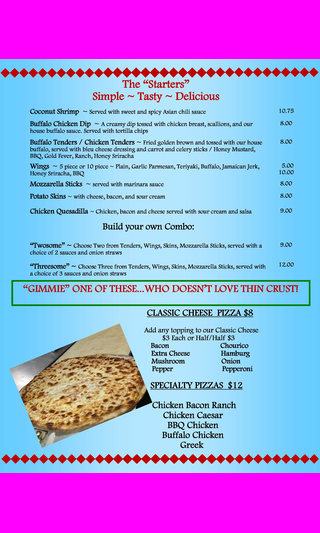 The “Starters”
Simple ~ Tasty ~ Delicious
Coconut Shrimp ~ Served with sweet and spicy Asian chili sauce 10.75
Buffalo Chicken Dip ~ A creamy dip tossed with chicken breast, scallions, and our 8.00
house buffalo sauce. Served with tortilla chips
Buffalo Tenders / Chicken Tenders ~ Fried golden brown and tossed with our house 8.00
buffalo, served with bleu cheese dressing and carrot and celery sticks / Honey Mustard,
BBQ, Gold Fever, Ranch, Honey Sriracha
Wings ~ 5 piece or 10 piece ~ Plain, Garlic Parmesan, Teriyaki, Buffalo, Jamaican Jerk, 5.00
Honey Sriracha, BBQ 10.00
Mozzarella Sticks ~ served with marinara sauce 8.00
Potato Skins ~ with cheese, bacon, and sour cream 8.00
Chicken Quesadilla ~ Chicken, bacon and cheese served with sour cream and salsa 9.00
Build your own Combo:
“Twosome” ~ Choose Two from Tenders, Wings, Skins, Mozzarella Sticks, served with a 9.00
choice of 2 sauces and onion straws
“Threesome” ~ Choose Three from Tenders, Wings, Skins, Mozzarella Sticks, served with 12.00
a choice of 3 sauces and onion straws
“GIMMIE” ONE OF THESE...WHO DOESN’T LOVE THIN CRUST!
CLASSIC CHEESE PIZZA $8
Add any topping to our Classic Cheese
$3 Each or Half/Half $3
Bacon Chourico
Extra Cheese Hamburg
Mushroom Onion
Pepper Pepperoni
SPECIALTY PIZZAS $12
Chicken Bacon Ranch
Chicken Caesar
BBQ Chicken
Buffalo Chicken
Greek